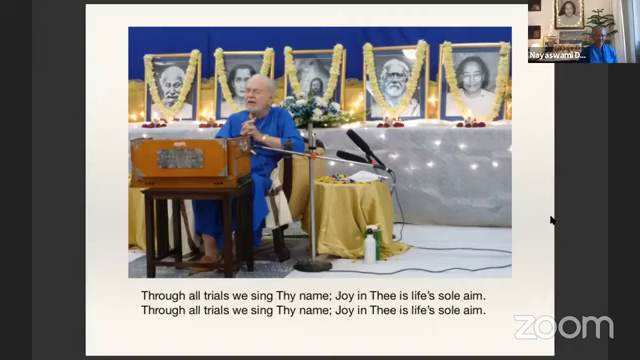 Nayaswami D...
Through all trials we sing Thy name; Joy in Thee is life's sole aim.
Through all trials we sing Thy name; Joy in Thee is life's sole aim.
zoom